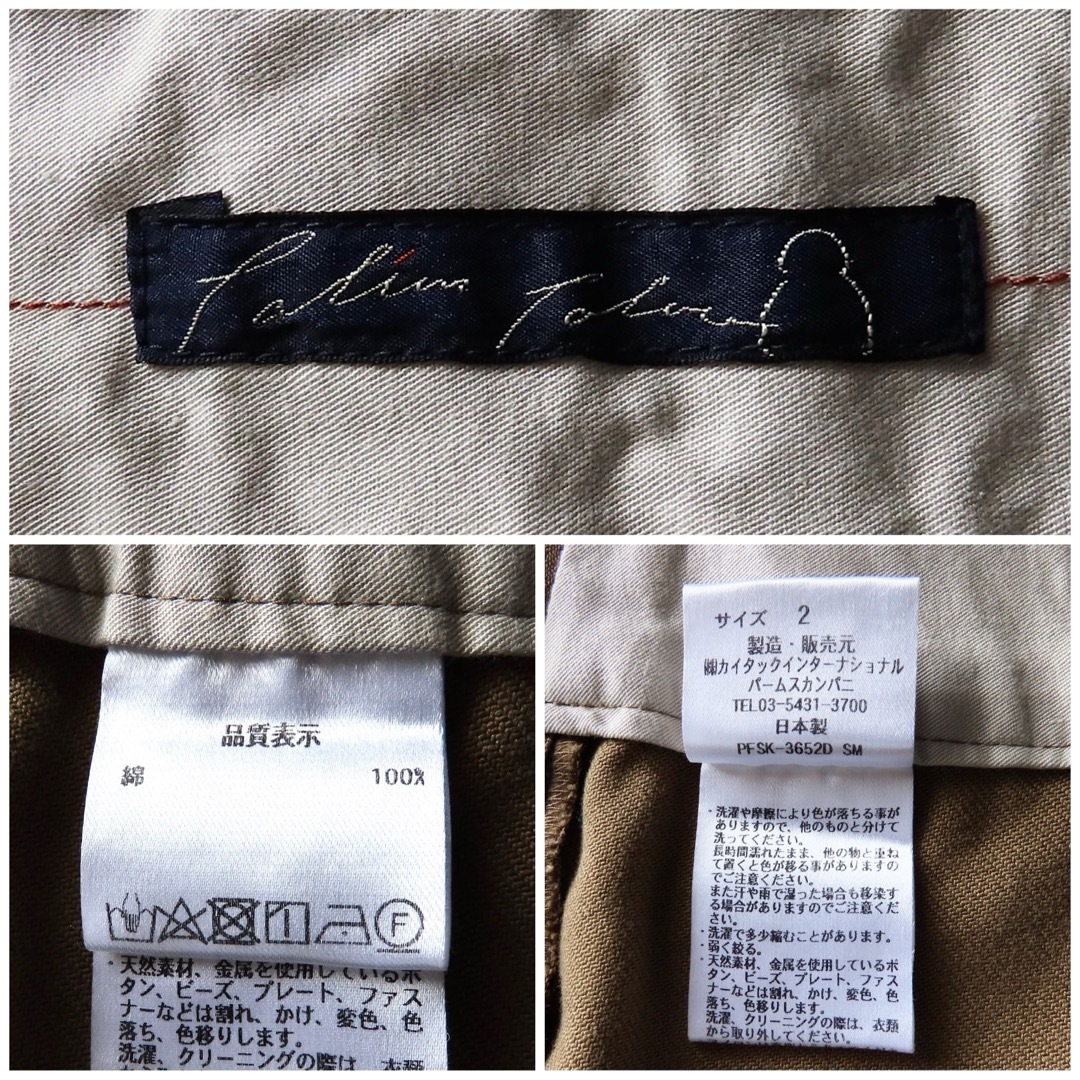 品質表示
綿 100%
F
・天然素材、金属を使用しているボ
タン、ビーズ、プレート、ファス
ナーなどは割れ、かけ、変色、色
落ち、色移りします。
洗濯、クリーニングの際は、衣類
サイズ 2
製造・販売元
㈱カイタックインターナショナル
パームスカンパニ
TEL03-5431-3700
日本製
PFSK-3652D SM
・洗濯や摩擦により色が落ちる事が
ありますので、他のものと分けて
洗ってください。
長時間濡れたまま、他の物と重ね
て置くと色が移る事がありますの
でご注意ください。
また汗や雨で湿った場合も移染す
る場合がありますのでご注意くだ
さい。
・洗濯で多少縮むことがあります。
・弱く絞る。
・天然素材、金属を使用しているボ
タン、ビーズ、プレート、ファス
ナーなどは割れ、かけ、変色、色
落ち、色移りします。
洗濯、クリーニングの際は、衣類
から取り外してください。